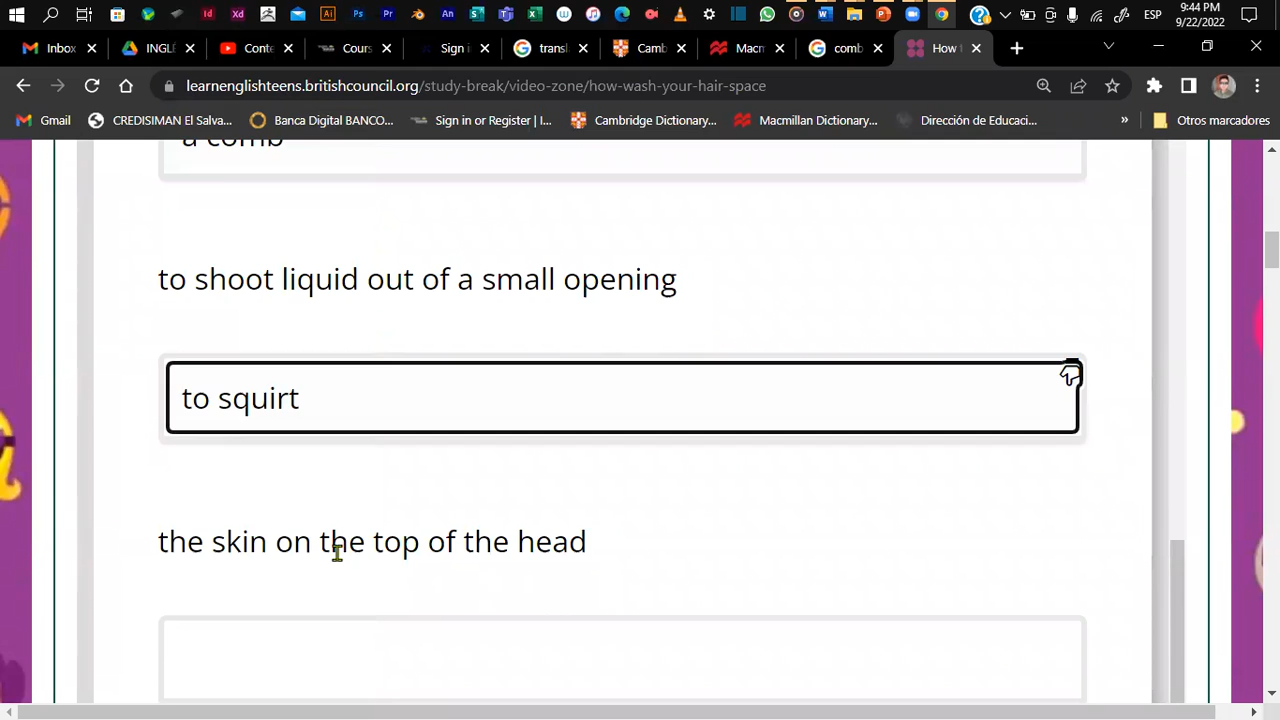 9:44 PM
ESP
9/22/2022
Inbox
INGLÉ
Conte
Cours
Sign i
transl.
Camb
Macn
comb
How t
learnenglishteens.britishcouncil.org/study-break/video-zone/how-wash-your-hair-space
Gmail
CREDISIMAN El Salva...
Banca Digital BANCO...
Sign in or Register | I...
Cambridge Dictionary...
Macmillan Dictionary...
Dirección de Educaci...
»
Otros marcadores
a comb
to shoot liquid out of a small opening
to squirt
the skin on the top of the head